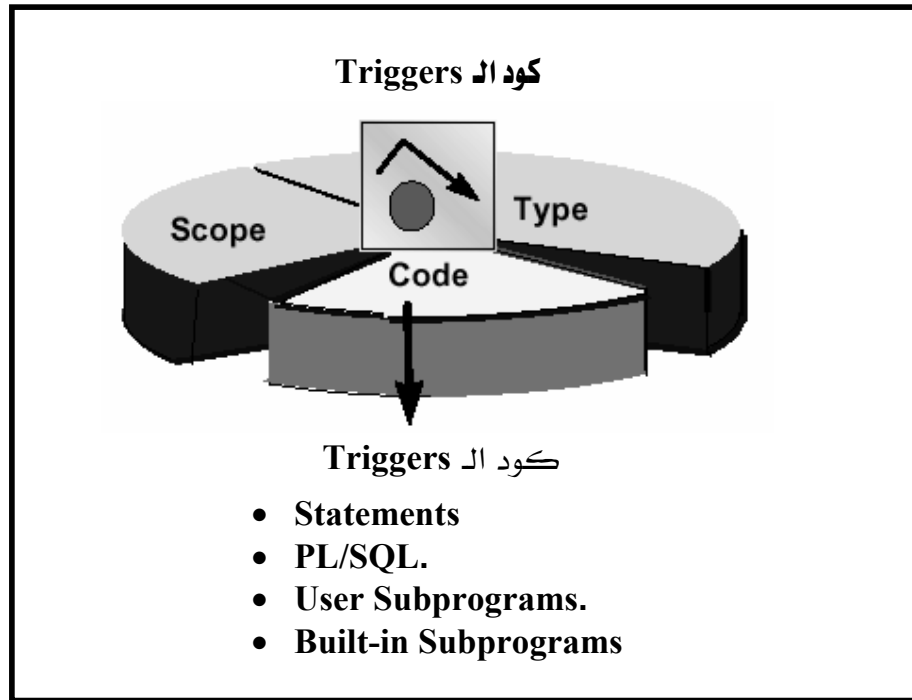 كود الـ Triggers
Scope
Type
Code
كود الـ Triggers
• Statements
• PL/SQL.
• User Subprograms.
• Built-in Subprograms